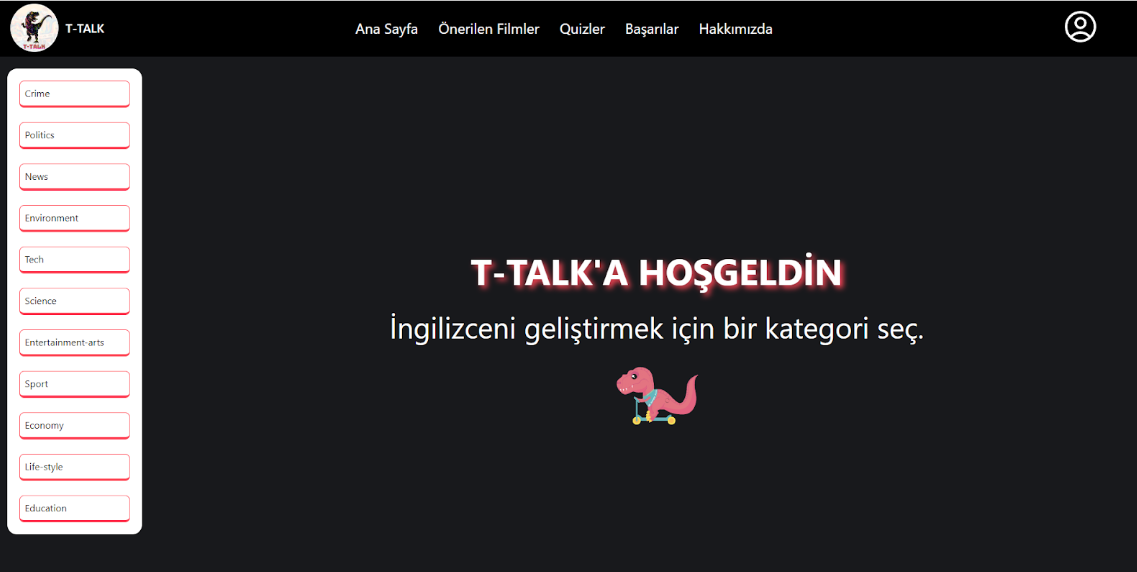 T-TALK
T-TALK
Ana Sayfa
Önerilen Filmler
Quizler
Başarılar
Hakkımızda
Crime
Politics
News
Environment
Tech
Science
Entertainment-arts
Sport
Economy
Life-style
Education
T-TALK'A HOŞGELDİN
İngilizceni geliştirmek için bir kategori seç.